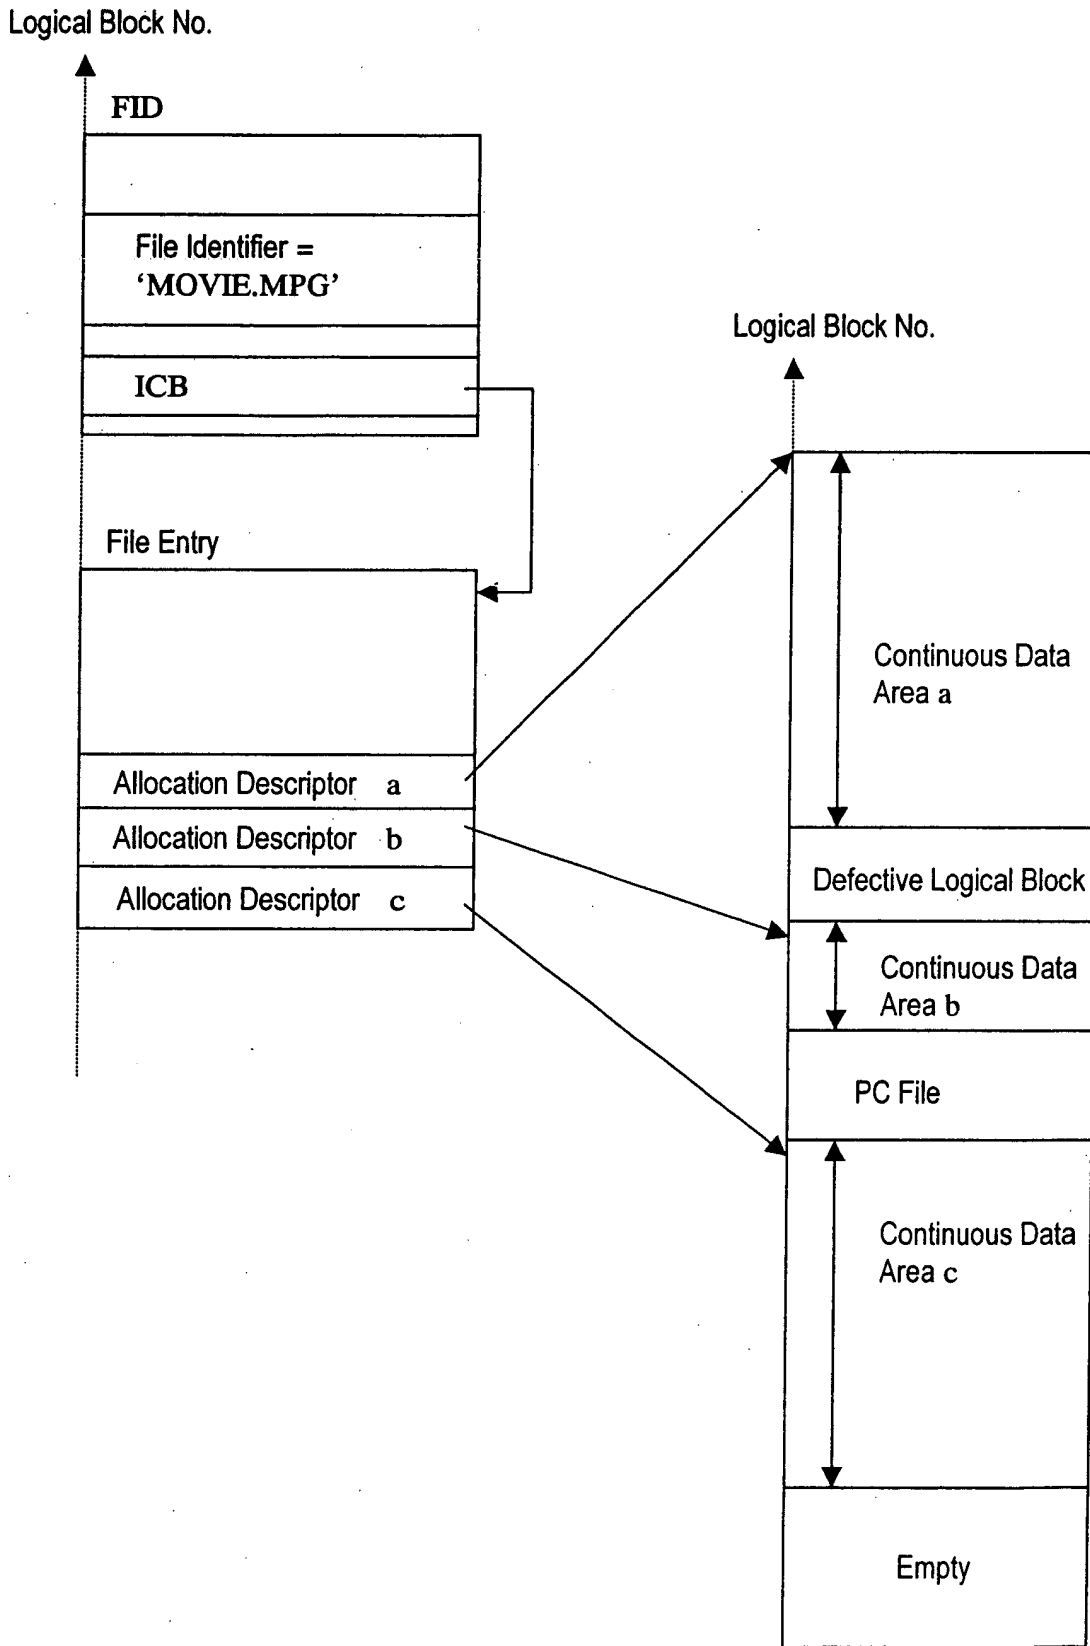 Logical Block No.
FID
File Identifier =
‘MOVIE.MPG’
ICB
File Entry
Allocation Descriptor a
Allocation Descriptor b
Allocation Descriptor c
Logical Block No.
Continuous Data
Area a
Defective Logical Block
Continuous Data
Area b
PC File
Continuous Data
Area c
Empty